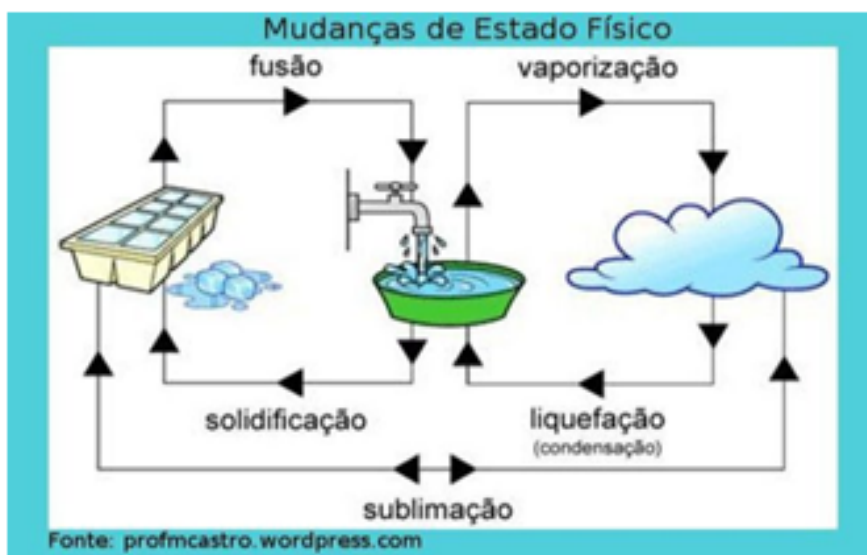 Mudanças de Estado Físico
fusão
vaporização
solidificação
liquefação
(condensação)
sublimação
Fonte: profmcastro.wordpress.com